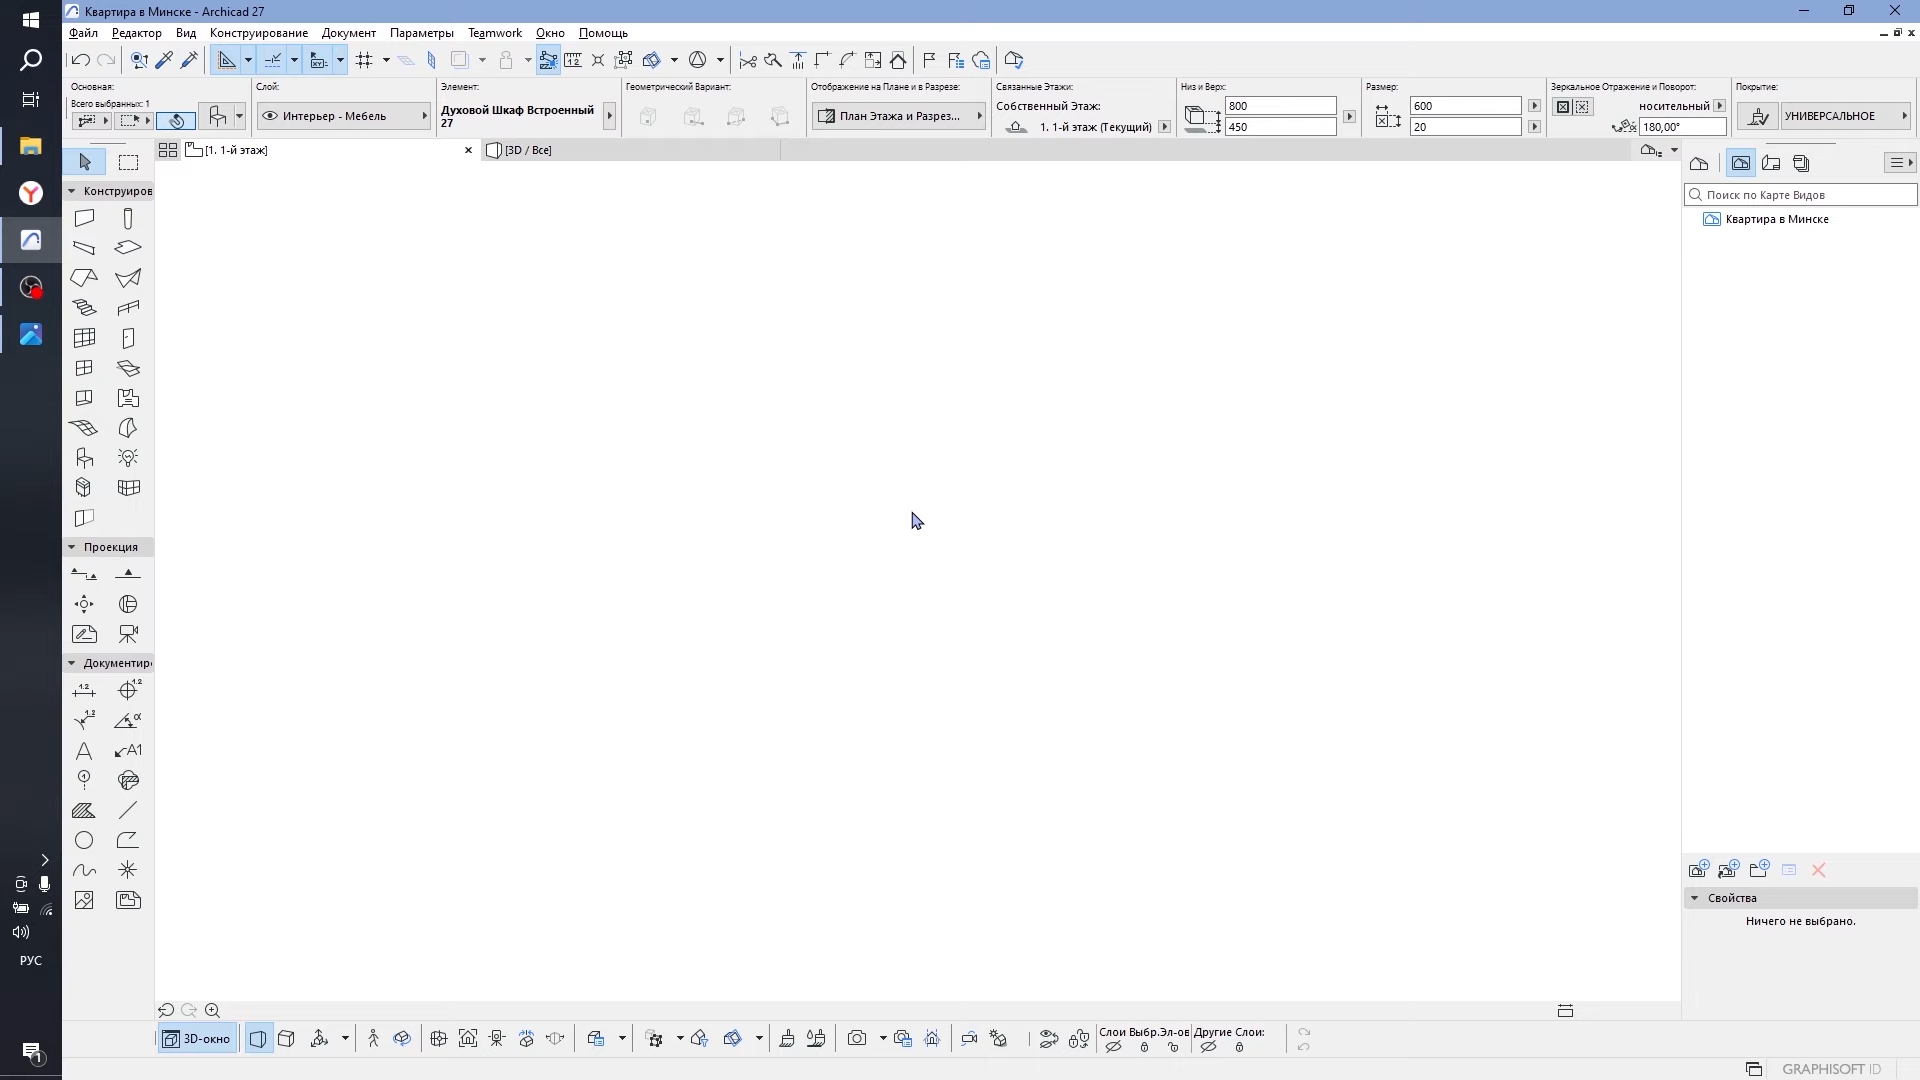 Квартира в Минске - Archicad 27
Файл Редактор Вид Конструирование Документ Параметры Teamwork Окно Помощь
Основная:
Всего выбранных: 1
Слой:
Интерьер - Мебель
Элемент:
Духовой Шкаф Встроенный 27
Геометрический Вариант:
Отображение на Плане и в Разрезе:
План Этажа и Разрез...
Связанные Этажи:
Собственный Этаж:
1. 1-й этаж (Текущий)
Низ и Верх:
800
450
Размер:
600
20
Зеркальное Отражение и Поворот:
носительный
180,00°
Покрытие:
УНИВЕРСАЛЬНОЕ
[1. 1-й этаж]
[3D / Все]
Поиск по Карте Видов
Квартира в Минске
Конструиров
Проекция
Документиро
Свойства
Ничего не выбрано.
РУС
1
3D-окно
Слои Выбр.Эл-ов
Другие Слои:
GRAPHISOFT ID